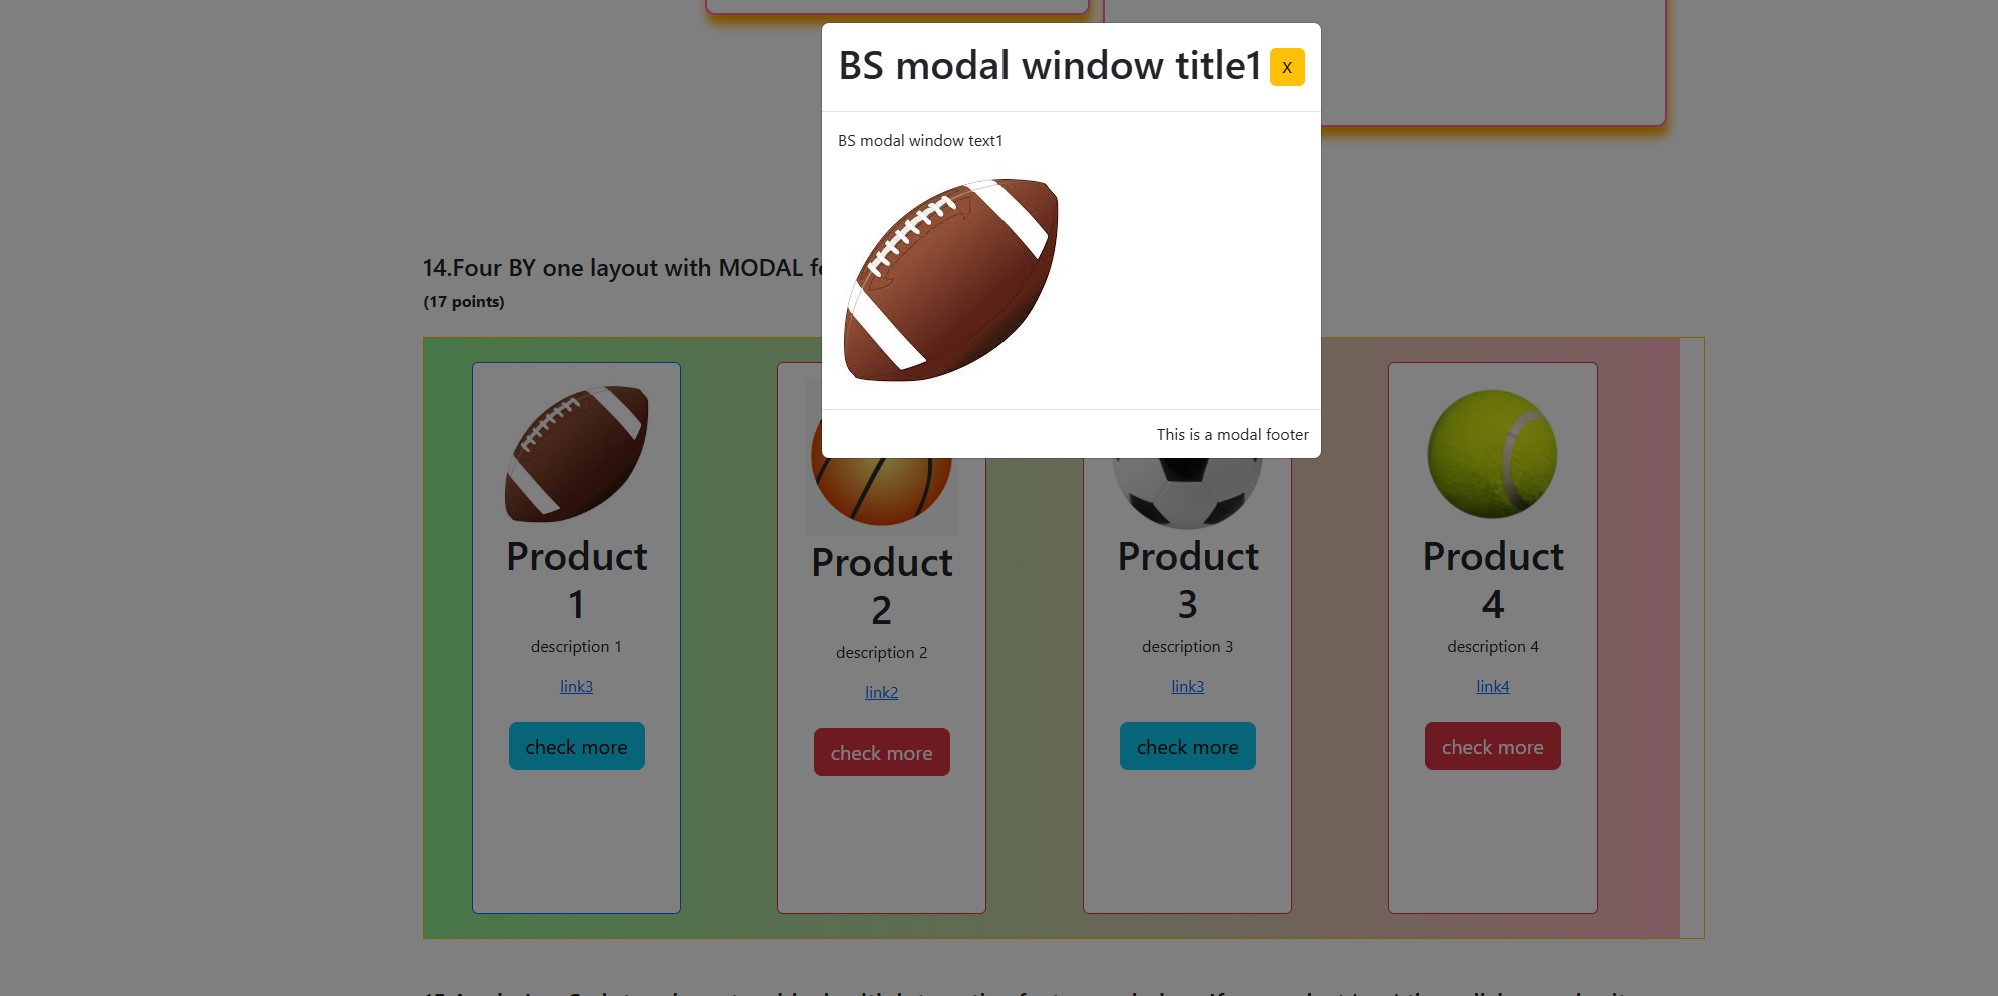 BS modal window title1
X
BS modal window text1
This is a modal footer
14.Four BY one layout with MODAL
(17 points)
Product
1
description 1
link3
check more
Product
2
description 2
link2
check more
Product
3
description 3
link3
check more
Product
4
description 4
link4
check more